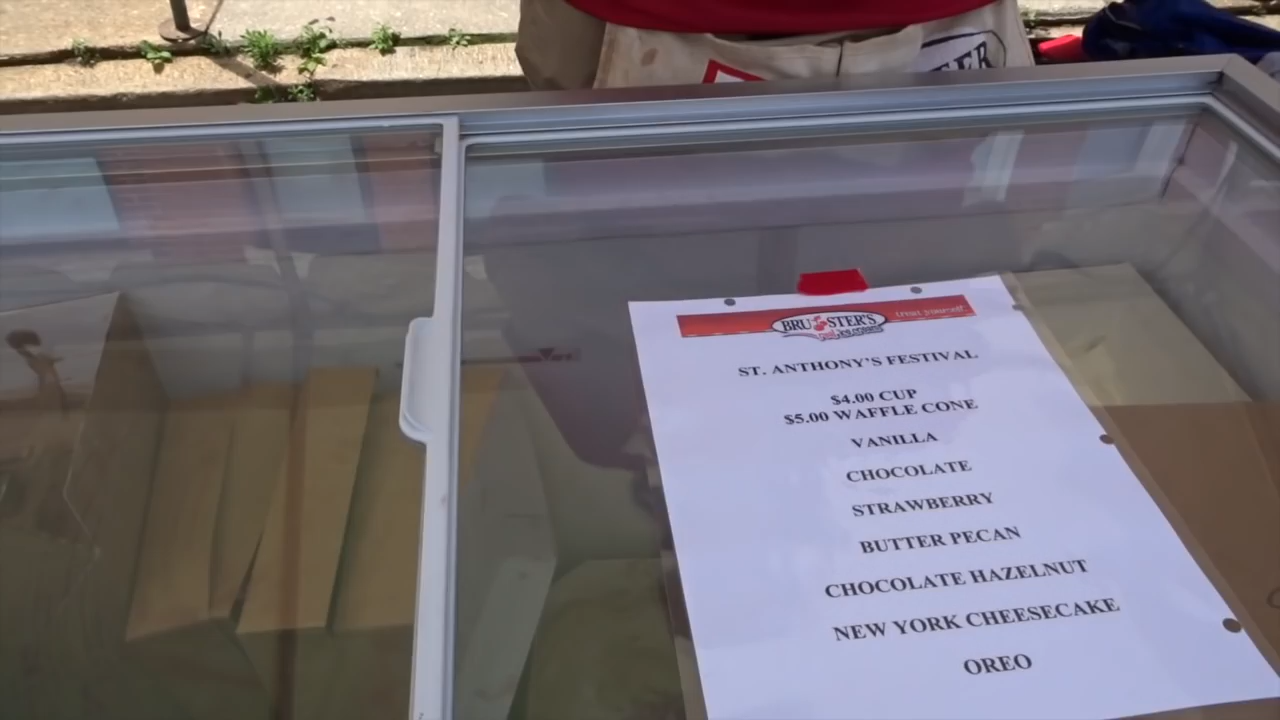 BRUSTER'S
treat yourself
ST. ANTHONY'S FESTIVAL
$4.00 CUP
$5.00 WAFFLE CONE
VANILLA
CHOCOLATE
STRAWBERRY
BUTTER PECAN
CHOCOLATE HAZELNUT
NEW YORK CHEESECAKE
OREO